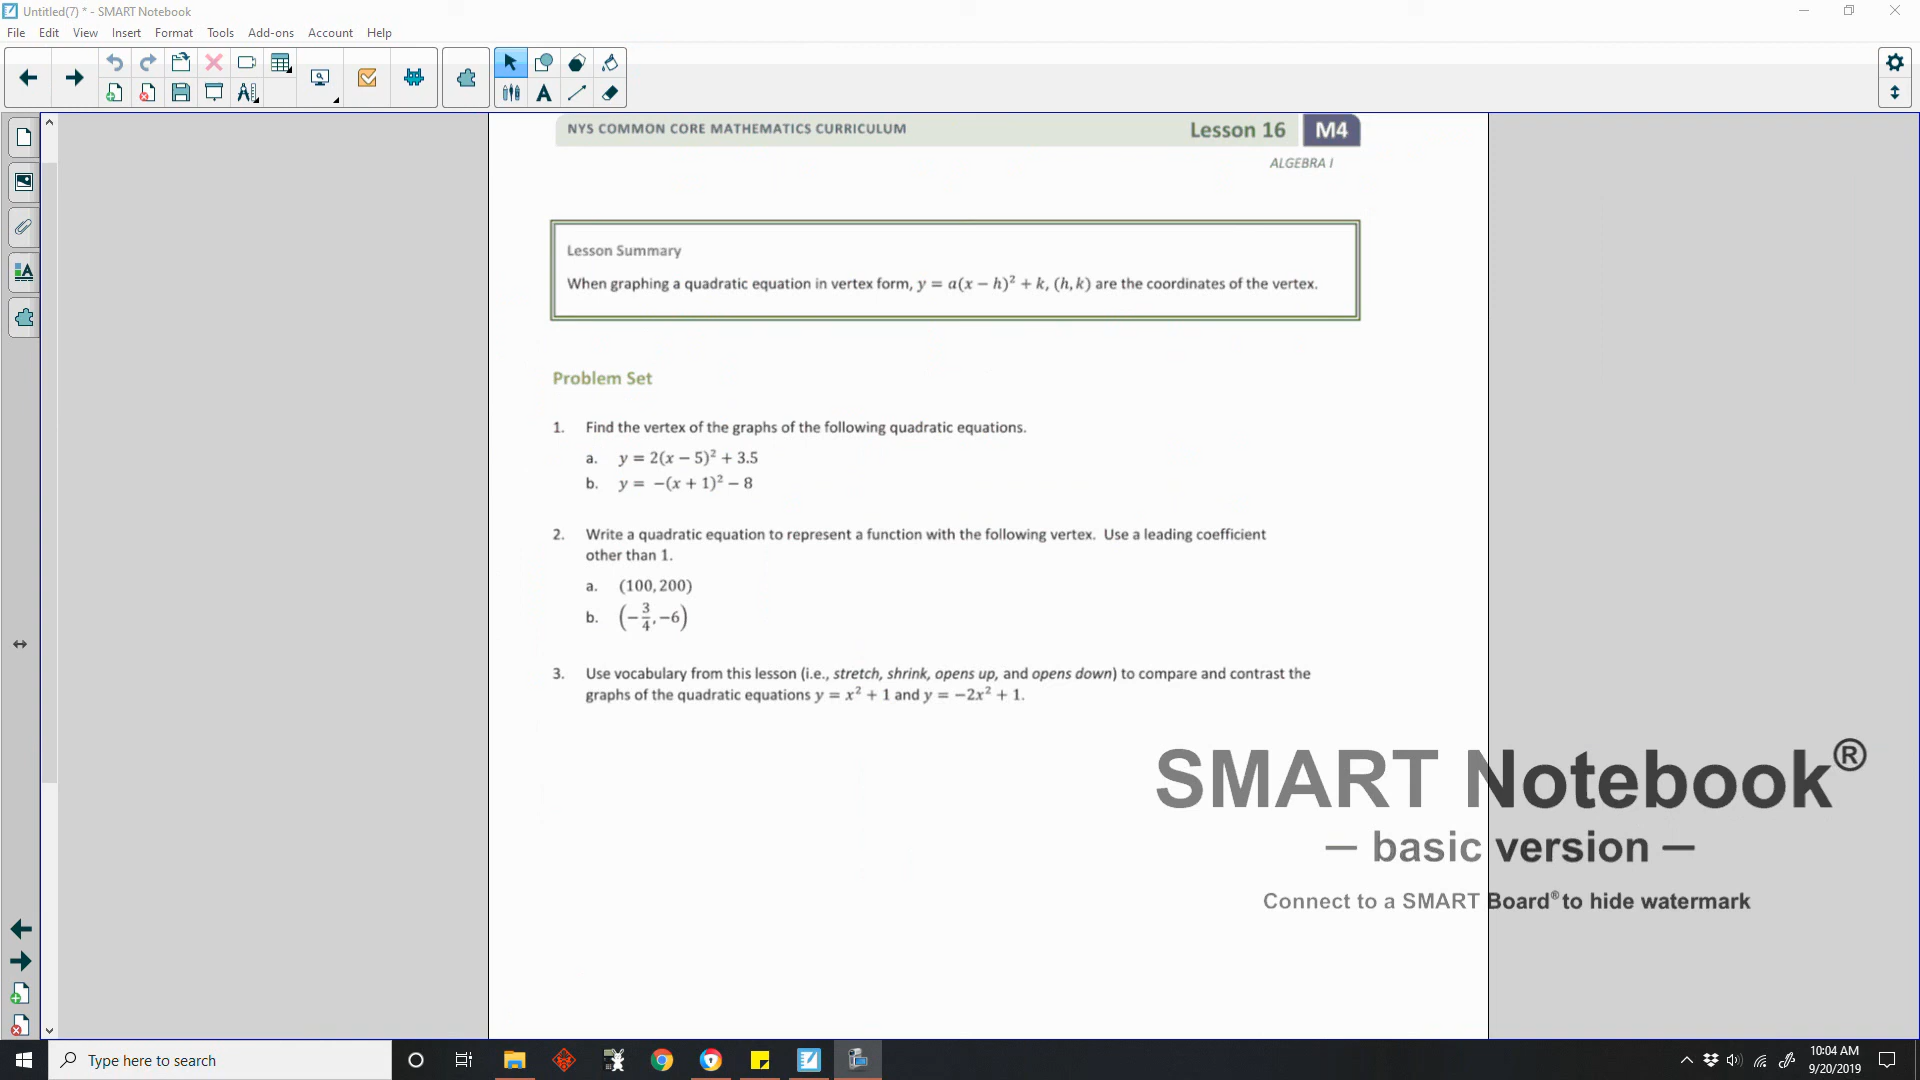 Untitled(7) * - SMART Notebook
File Edit View Insert Format Tools Add-ons Account Help
NYS COMMON CORE MATHEMATICS CURRICULUM Lesson 16 M4
ALGEBRA I
Lesson Summary
When graphing a quadratic equation in vertex form, y = a(x − h)² + k, (h, k) are the coordinates of the vertex.
Problem Set
1. Find the vertex of the graphs of the following quadratic equations.
a. y = 2(x − 5)² + 3.5
b. y = −(x + 1)² − 8
2. Write a quadratic equation to represent a function with the following vertex. Use a leading coefficient
other than 1.
a. (100, 200)
b. (−3/4, −6)
3. Use vocabulary from this lesson (i.e., stretch, shrink, opens up, and opens down) to compare and contrast the
graphs of the quadratic equations y = x² + 1 and y = −2x² + 1.
SMART Notebook®
— basic version —
Connect to a SMART Board® to hide watermark
Type here to search
10:04 AM
9/20/2019